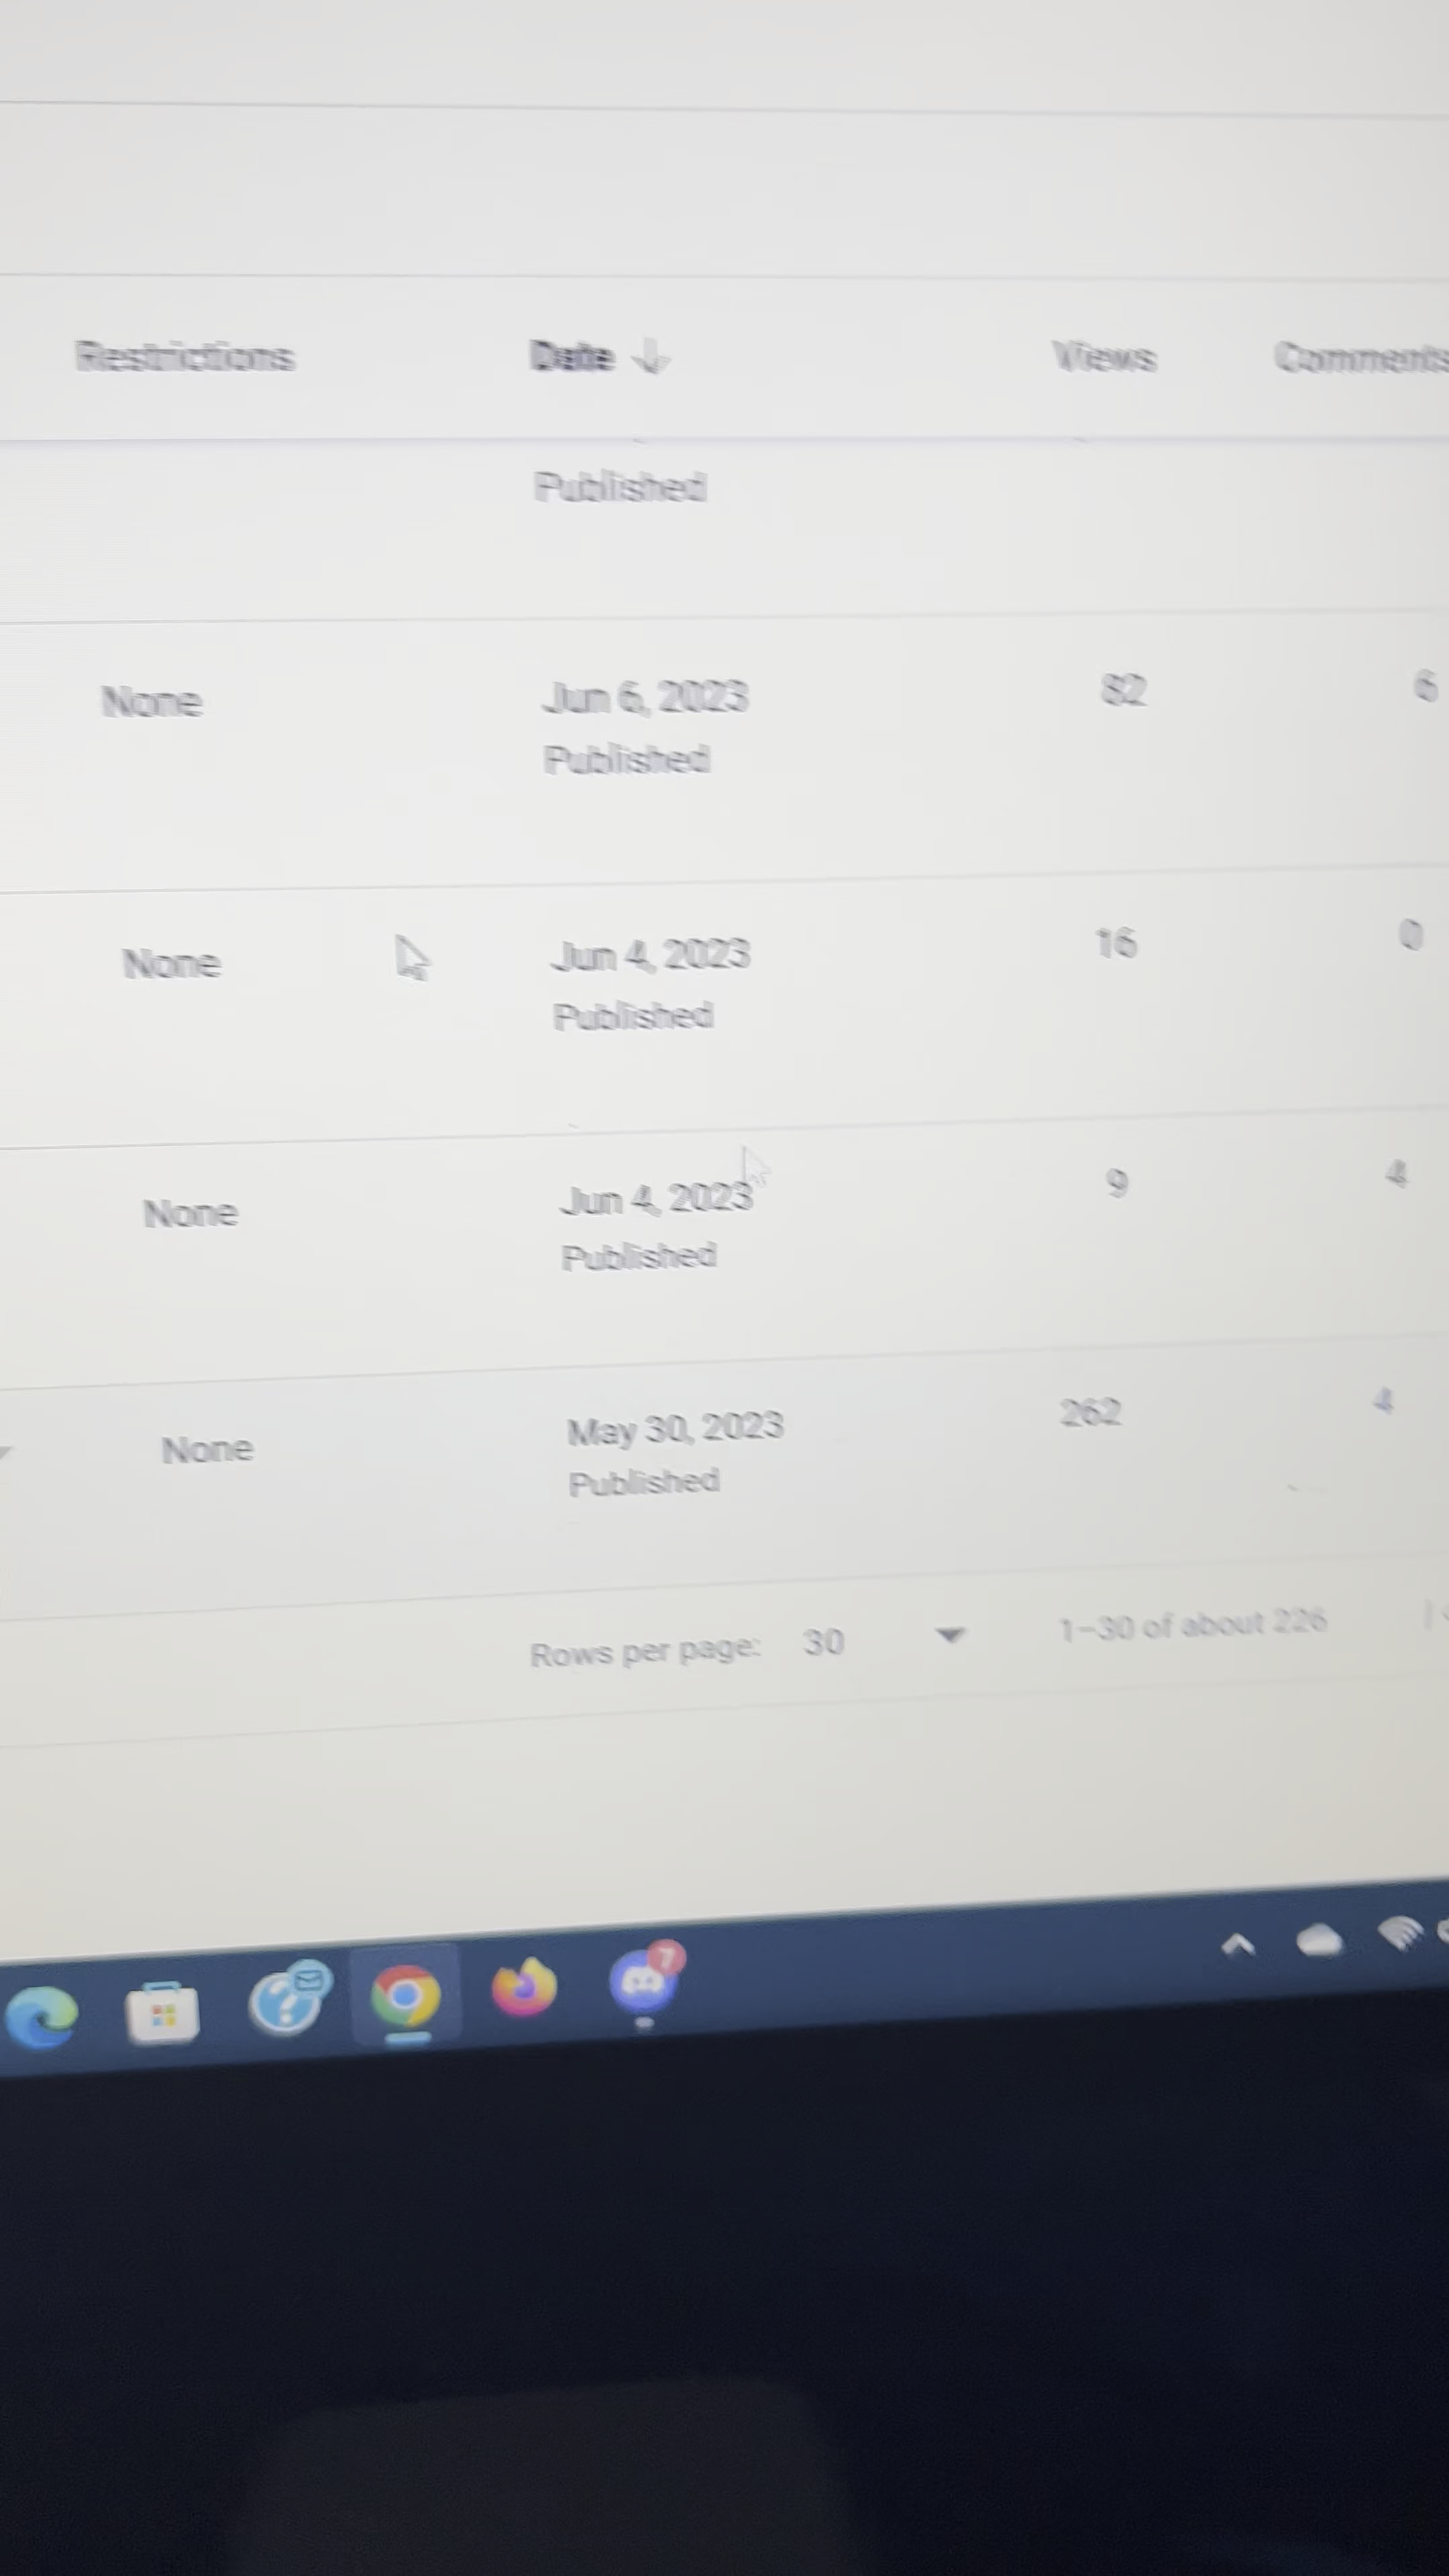 Restrictions Date Views Comments
Published
None Jun 6, 2023 82 6
Published
None Jun 4, 2023 16 0
Published
None Jun 4, 2023 9 4
Published
None May 30, 2023 262 4
Published
Rows per page: 30 1–30 of about 226
7